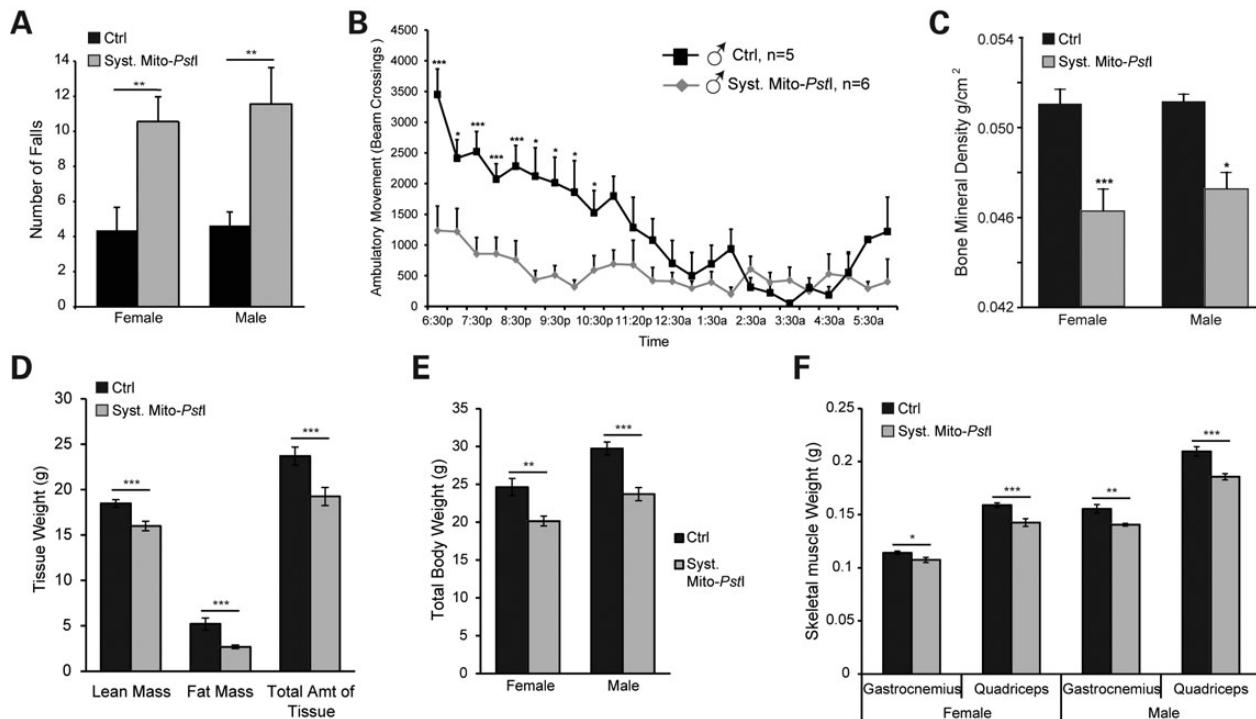 A
Ctrl
Syst. Mito-PstI
14
12
10
8
6
4
2
0
Number of Falls
**
**
Female
Male
B
4500
4000
3500
3000
2500
2000
1500
1000
500
0
Ambulatory Movement (Beam Crossings)
♂ Ctrl, n=5
♂ Syst. Mito-PstI, n=6
***
*
***
***
***
*
*
*
*
6:30p 7:30p 8:30p 9:30p 10:30p 11:20p 12:30a 1:30a 2:30a 3:30a 4:30a 5:30a
Time
C
0.054
0.050
0.046
0.042
Bone Mineral Density g/cm²
Ctrl
Syst. Mito-PstI
***
*
Female
Male
D
Ctrl
Syst. Mito-PstI
30
25
20
15
10
5
0
Tissue Weight (g)
***
***
***
Lean Mass
Fat Mass
Total Amt of
Tissue
E
35
30
25
20
15
10
5
0
Total Body Weight (g)
**
***
Female
Male
Ctrl
Syst.
Mito-PstI
F
Ctrl
Syst. Mito-PstI
0.25
0.2
0.15
0.1
0.05
0
Skeletal muscle Weight (g)
*
***
**
***
Gastrocnemius
Quadriceps
Gastrocnemius
Quadriceps
Female
Male